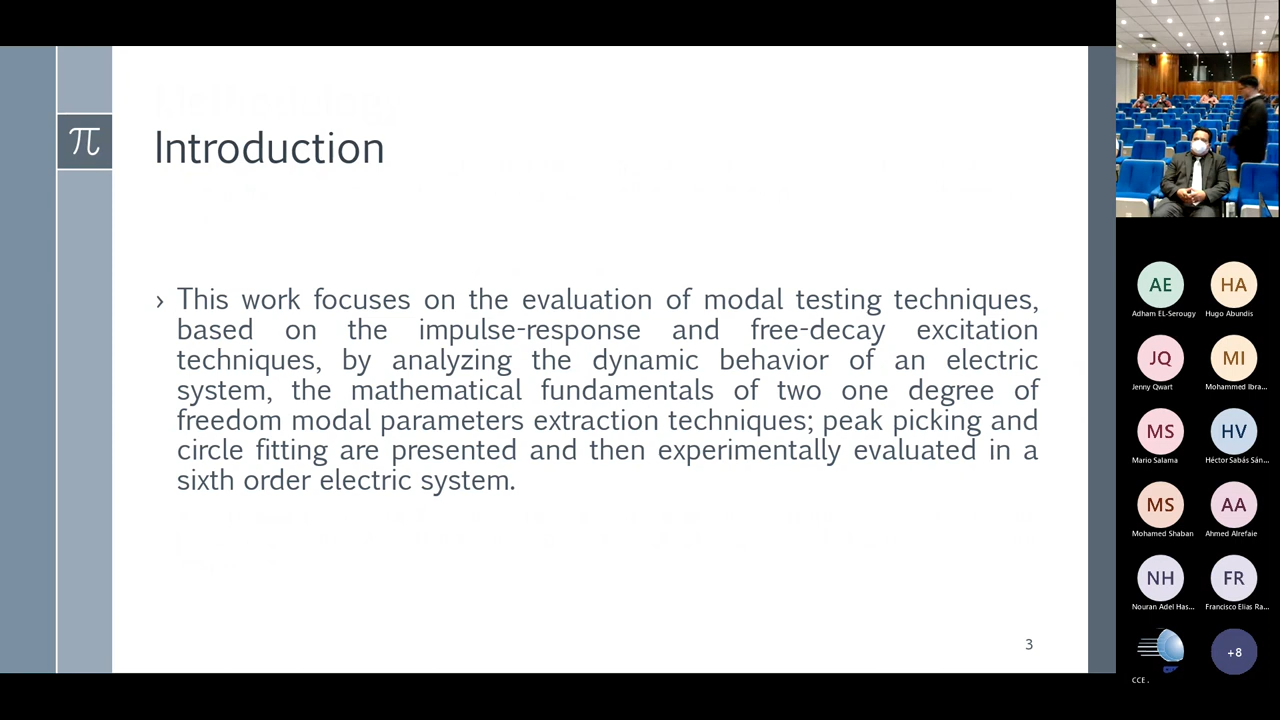 π
Introduction
› This work focuses on the evaluation of modal testing techniques,
based on the impulse-response and free-decay excitation
techniques, by analyzing the dynamic behavior of an electric
system, the mathematical fundamentals of two one degree of
freedom modal parameters extraction techniques; peak picking and
circle fitting are presented and then experimentally evaluated in a
sixth order electric system.
3
AE HA
Adham EL-Serougy Hugo Abundis
JQ MI
Jenny Qwart Mohammed Ibra...
MS HV
Mario Salama Héctor Sabás Sán...
MS AA
Mohamed Shaban Ahmed Alrefaie
NH FR
Nouran Adel Has... Francisco Elias Ra...
+8
CCE .